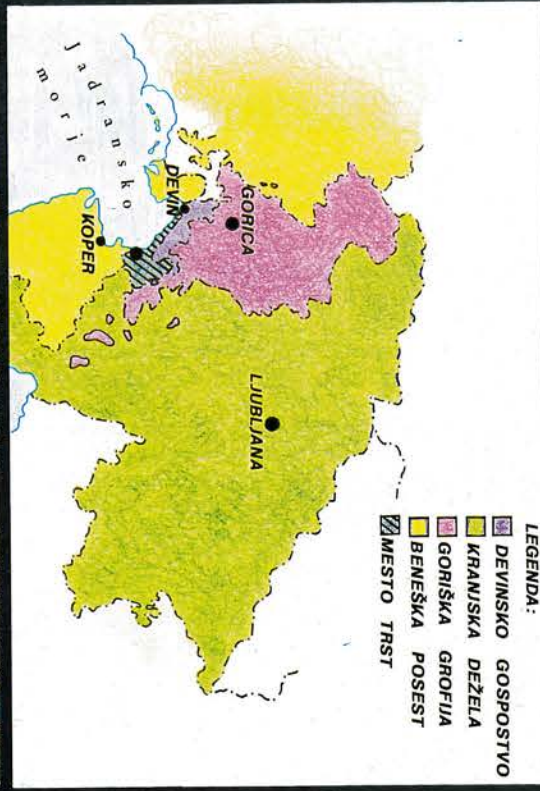 LEGENDA:
DEVINSKO GOSPOSTVO
KRANJSKA DEŽELA
GORIŠKA GROFIJA
BENEŠKA POSEST
MESTO TRST
GORICA
DEVIN
LJUBLJANA
KOPER
Jadransko
morje